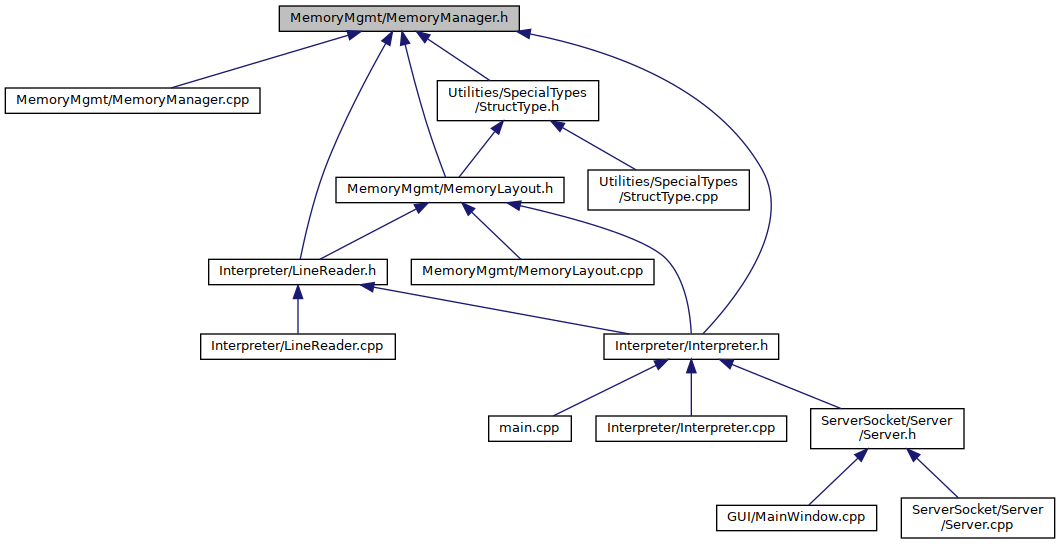 MemoryMgmt/MemoryManager.h
MemoryMgmt/MemoryManager.cpp
Utilities/SpecialTypes
/StructType.h
MemoryMgmt/MemoryLayout.h
Utilities/SpecialTypes
/StructType.cpp
Interpreter/LineReader.h
MemoryMgmt/MemoryLayout.cpp
Interpreter/LineReader.cpp
Interpreter/Interpreter.h
main.cpp
Interpreter/Interpreter.cpp
ServerSocket/Server
/Server.h
GUI/MainWindow.cpp
ServerSocket/Server
/Server.cpp